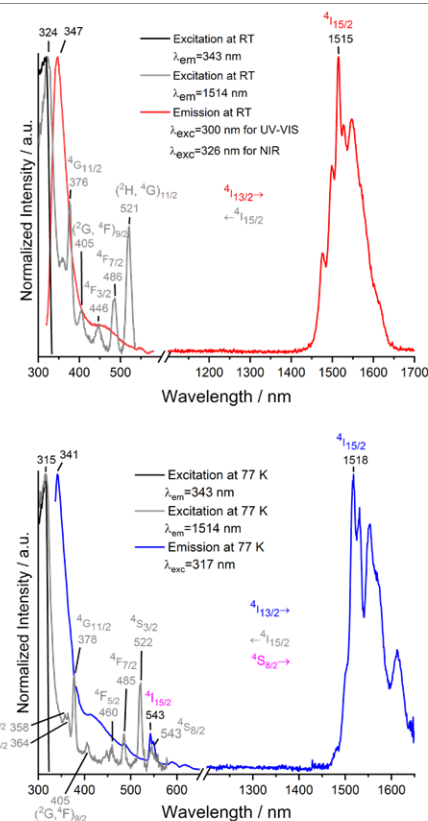 324
347
⁴I₁₅/₂
1515
Excitation at RT
λₑₘ=343 nm
Excitation at RT
λₑₘ=1514 nm
Emission at RT
λₑₓc=300 nm for UV-VIS
λₑₓc=326 nm for NIR
⁴G₁₁/₂
376
(²H, ⁴G)₁₁/₂
521
(²G, ⁴F)₉/₂
405
⁴F₇/₂
486
⁴F₃/₂
446
⁴I₁₃/₂→
←⁴I₁₅/₂
Normalized Intensity / a.u.
300 400 500 1200 1300 1400 1500 1600 1700
Wavelength / nm
315
341
⁴I₁₅/₂
1518
Excitation at 77 K
λₑₘ=343 nm
Excitation at 77 K
λₑₘ=1514 nm
Emission at 77 K
λₑₓc=317 nm
⁴G₁₁/₂
378
⁴S₃/₂
522
⁴F₇/₂
485
⁴F₅/₂
460
⁴I₁₅/₂
543
543 ⁴S₈/₂
⁴I₁₃/₂→
←⁴I₁₅/₂
⁴S₈/₂→
/2 358
/2 364
405
(²G,⁴F)₉/₂
Normalized Intensity / a.u.
300 400 500 600 1300 1400 1500 1600
Wavelength / nm